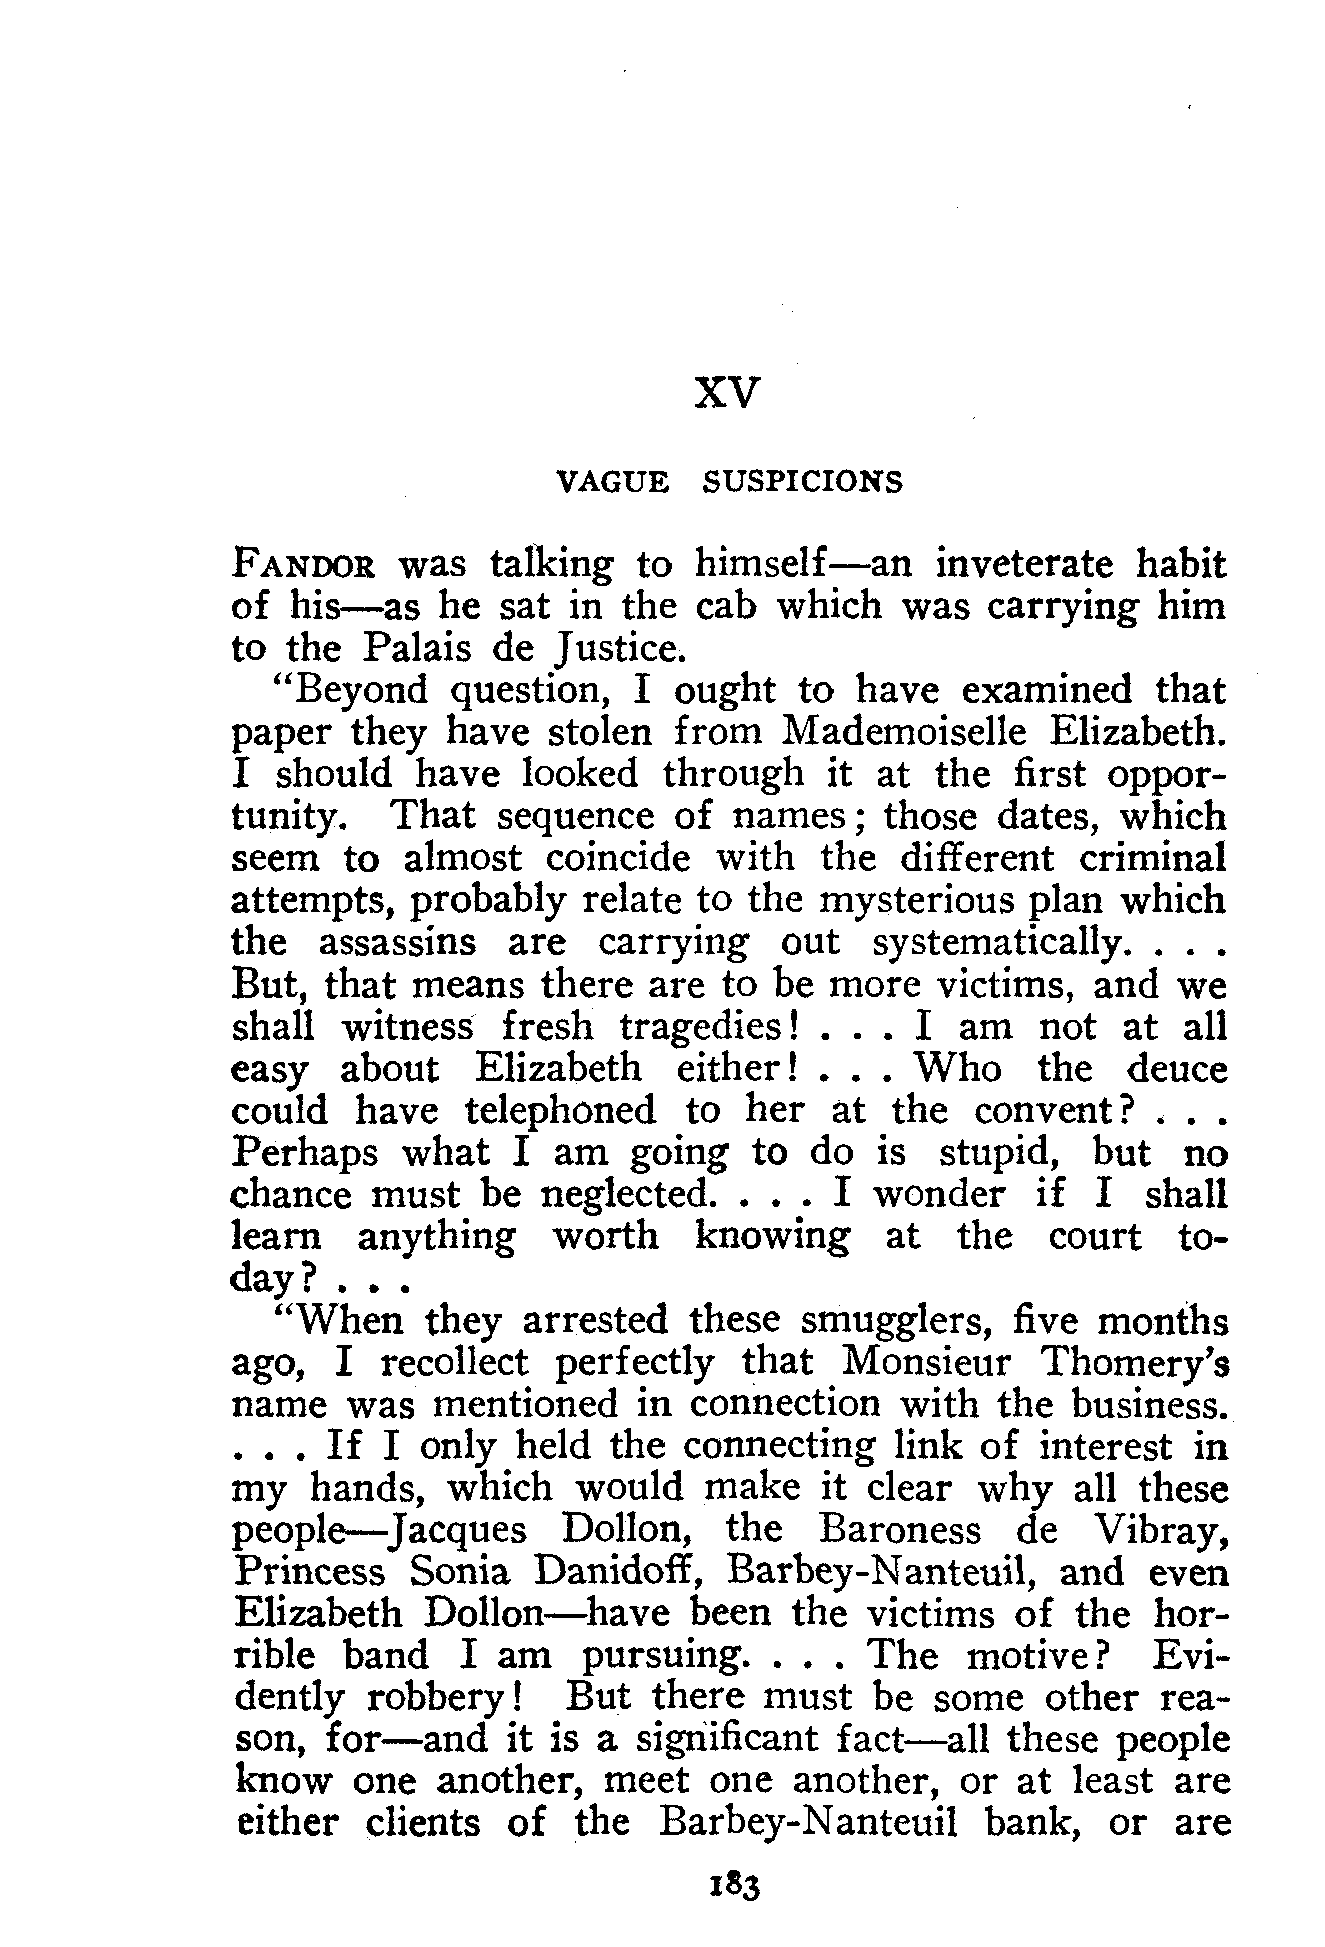 XV
VAGUE SUSPICIONS
FANDOR was talking to himself—an inveterate habit
of his—as he sat in the cab which was carrying him
to the Palais de Justice.
"Beyond question, I ought to have examined that
paper they have stolen from Mademoiselle Elizabeth.
I should have looked through it at the first oppor-
tunity. That sequence of names; those dates, which
seem to almost coincide with the different criminal
attempts, probably relate to the mysterious plan which
the assassins are carrying out systematically. . . .
But, that means there are to be more victims, and we
shall witness fresh tragedies! . . . I am not at all
easy about Elizabeth either! . . . Who the deuce
could have telephoned to her at the convent? . . .
Perhaps what I am going to do is stupid, but no
chance must be neglected. . . . I wonder if I shall
learn anything worth knowing at the court to-
day? . . .
"When they arrested these smugglers, five months
ago, I recollect perfectly that Monsieur Thomery's
name was mentioned in connection with the business.
. . . If I only held the connecting link of interest in
my hands, which would make it clear why all these
people—Jacques Dollon, the Baroness de Vibray,
Princess Sonia Danidoff, Barbey-Nanteuil, and even
Elizabeth Dollon—have been the victims of the hor-
rible band I am pursuing. . . . The motive? Evi-
dently robbery! But there must be some other rea-
son, for—and it is a significant fact—all these people
know one another, meet one another, or at least are
either clients of the Barbey-Nanteuil bank, or are
183